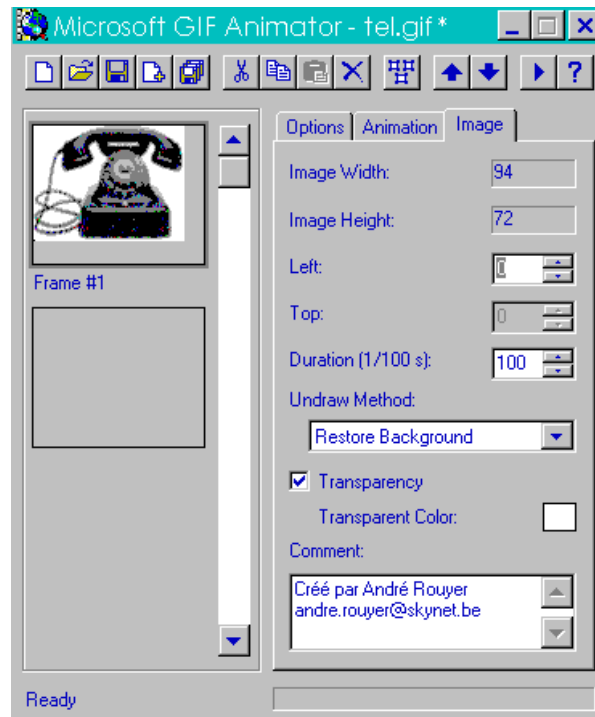 Microsoft GIF Animator - tel.gif *
?
Options Animation Image
Image Width: 94
Image Height: 72
Left: 0
Frame #1
Top: 0
Duration (1/100 s): 100
Undraw Method:
Restore Background
Transparency
Transparent Color:
Comment:
Créé par André Rouyer
andre.rouyer@skynet.be
Ready